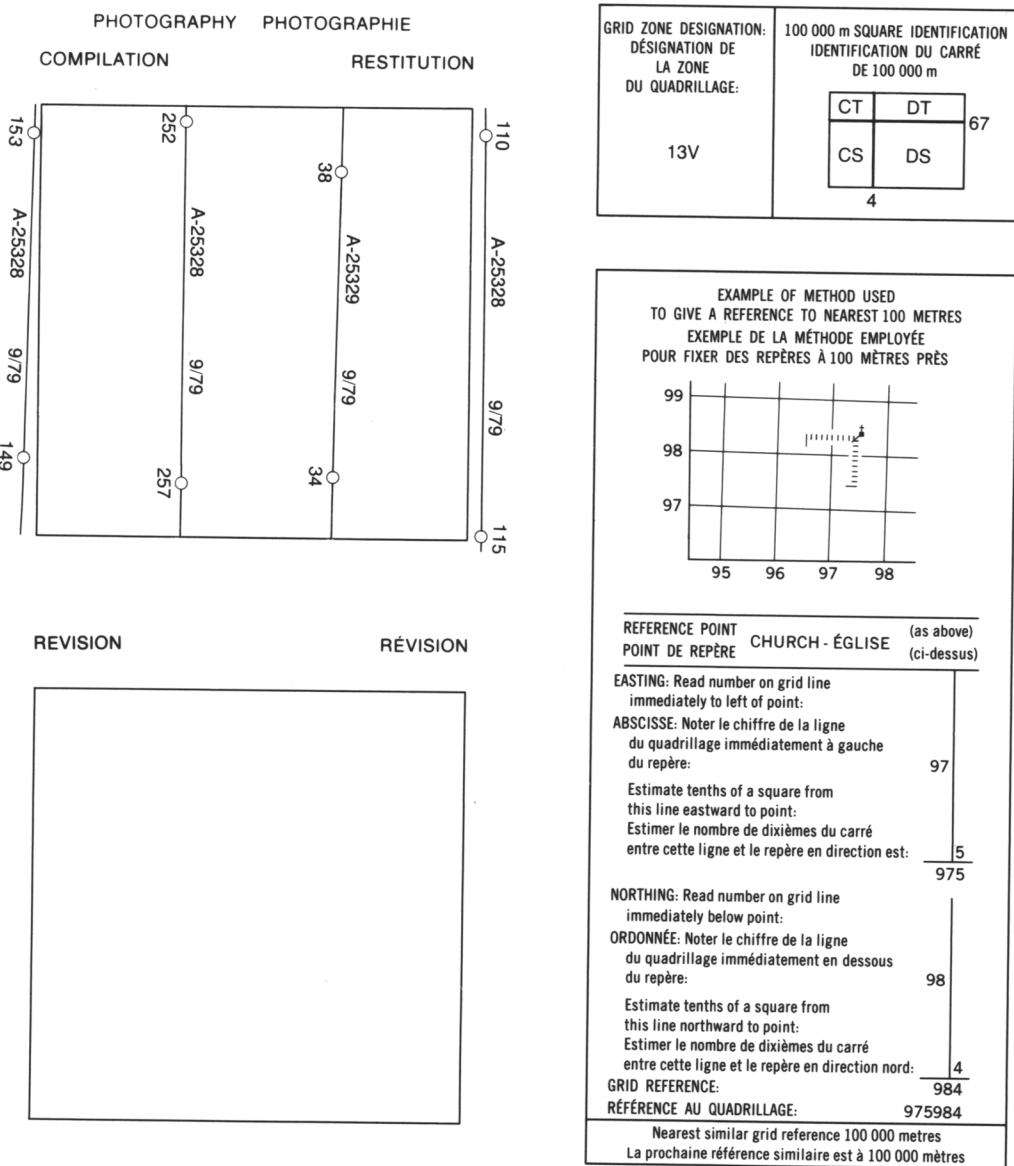 PHOTOGRAPHY PHOTOGRAPHIE
COMPILATION RESTITUTION
153
A-25328
9/79
149
252
A-25328
9/79
257
38
A-25329
9/79
34
110
A-25328
9/79
115
REVISION RÉVISION
GRID ZONE DESIGNATION:
DÉSIGNATION DE
LA ZONE
DU QUADRILLAGE:
13V
100 000 m SQUARE IDENTIFICATION
IDENTIFICATION DU CARRÉ
DE 100 000 m
CT DT
67
CS DS
4
EXAMPLE OF METHOD USED
TO GIVE A REFERENCE TO NEAREST 100 METRES
EXEMPLE DE LA MÉTHODE EMPLOYÉE
POUR FIXER DES REPÈRES À 100 MÈTRES PRÈS
99
98
97
95 96 97 98
REFERENCE POINT
POINT DE REPÈRE
CHURCH - ÉGLISE
(as above)
(ci-dessus)
EASTING: Read number on grid line
immediately to left of point:
ABSCISSE: Noter le chiffre de la ligne
du quadrillage immédiatement à gauche
du repère: 97
Estimate tenths of a square from
this line eastward to point:
Estimer le nombre de dixièmes du carré
entre cette ligne et le repère en direction est: 5
975
NORTHING: Read number on grid line
immediately below point:
ORDONNÉE: Noter le chiffre de la ligne
du quadrillage immédiatement en dessous
du repère: 98
Estimate tenths of a square from
this line northward to point:
Estimer le nombre de dixièmes du carré
entre cette ligne et le repère en direction nord: 4
GRID REFERENCE: 984
RÉFÉRENCE AU QUADRILLAGE: 975984
Nearest similar grid reference 100 000 metres
La prochaine référence similaire est à 100 000 mètres